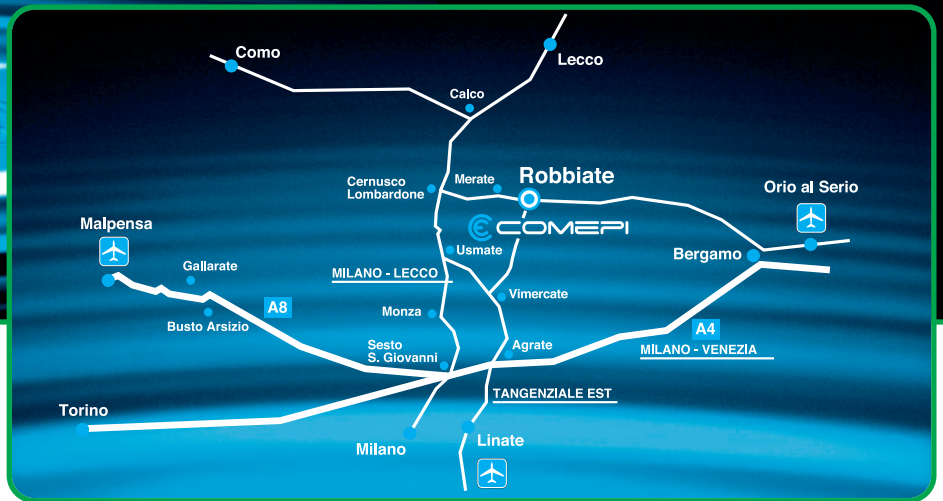 Como
Lecco
Calco
Cernusco
Lombardone
Merate
Robbiate
Orio al Serio
Malpensa
COMEPI
Usmate
Bergamo
Gallarate
MILANO - LECCO
Vimercate
A8
Monza
Busto Arsizio
A4
Sesto
S. Giovanni
Agrate
MILANO - VENEZIA
TANGENZIALE EST
Torino
Milano
Linate